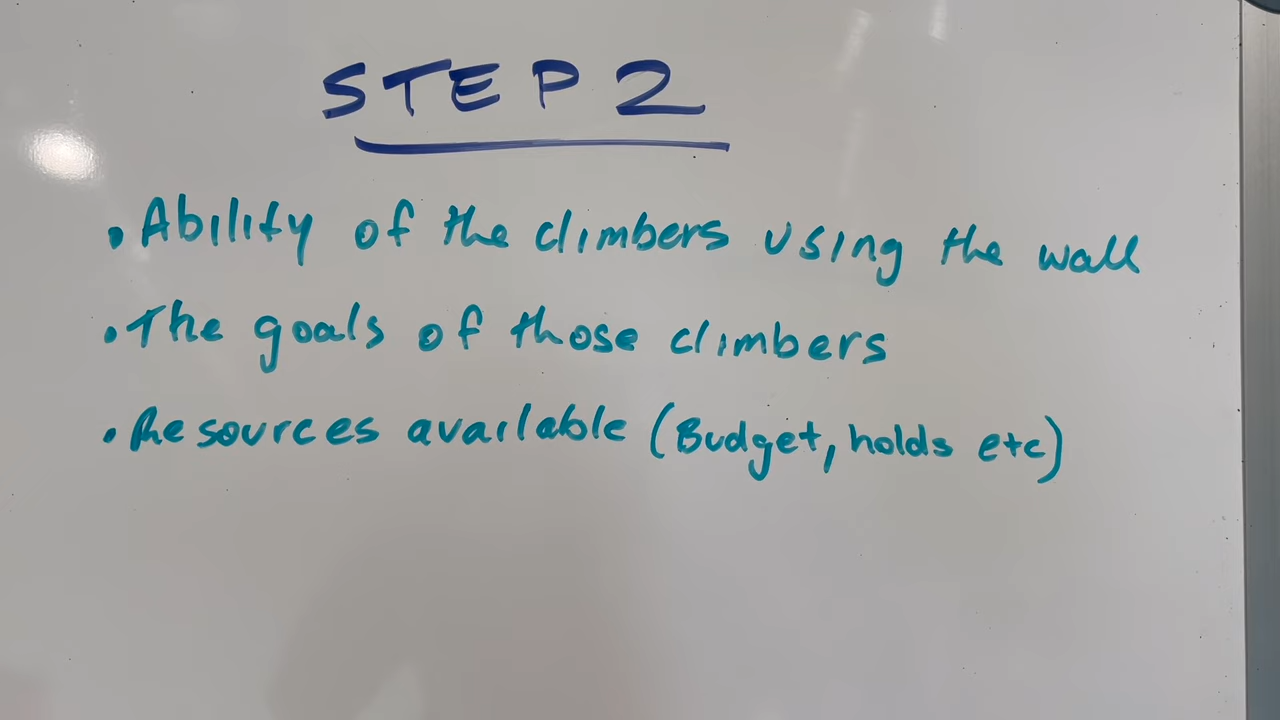 STEP 2
• Ability of the climbers using the wall
• The goals of those climbers
• Resources available (Budget, holds etc)